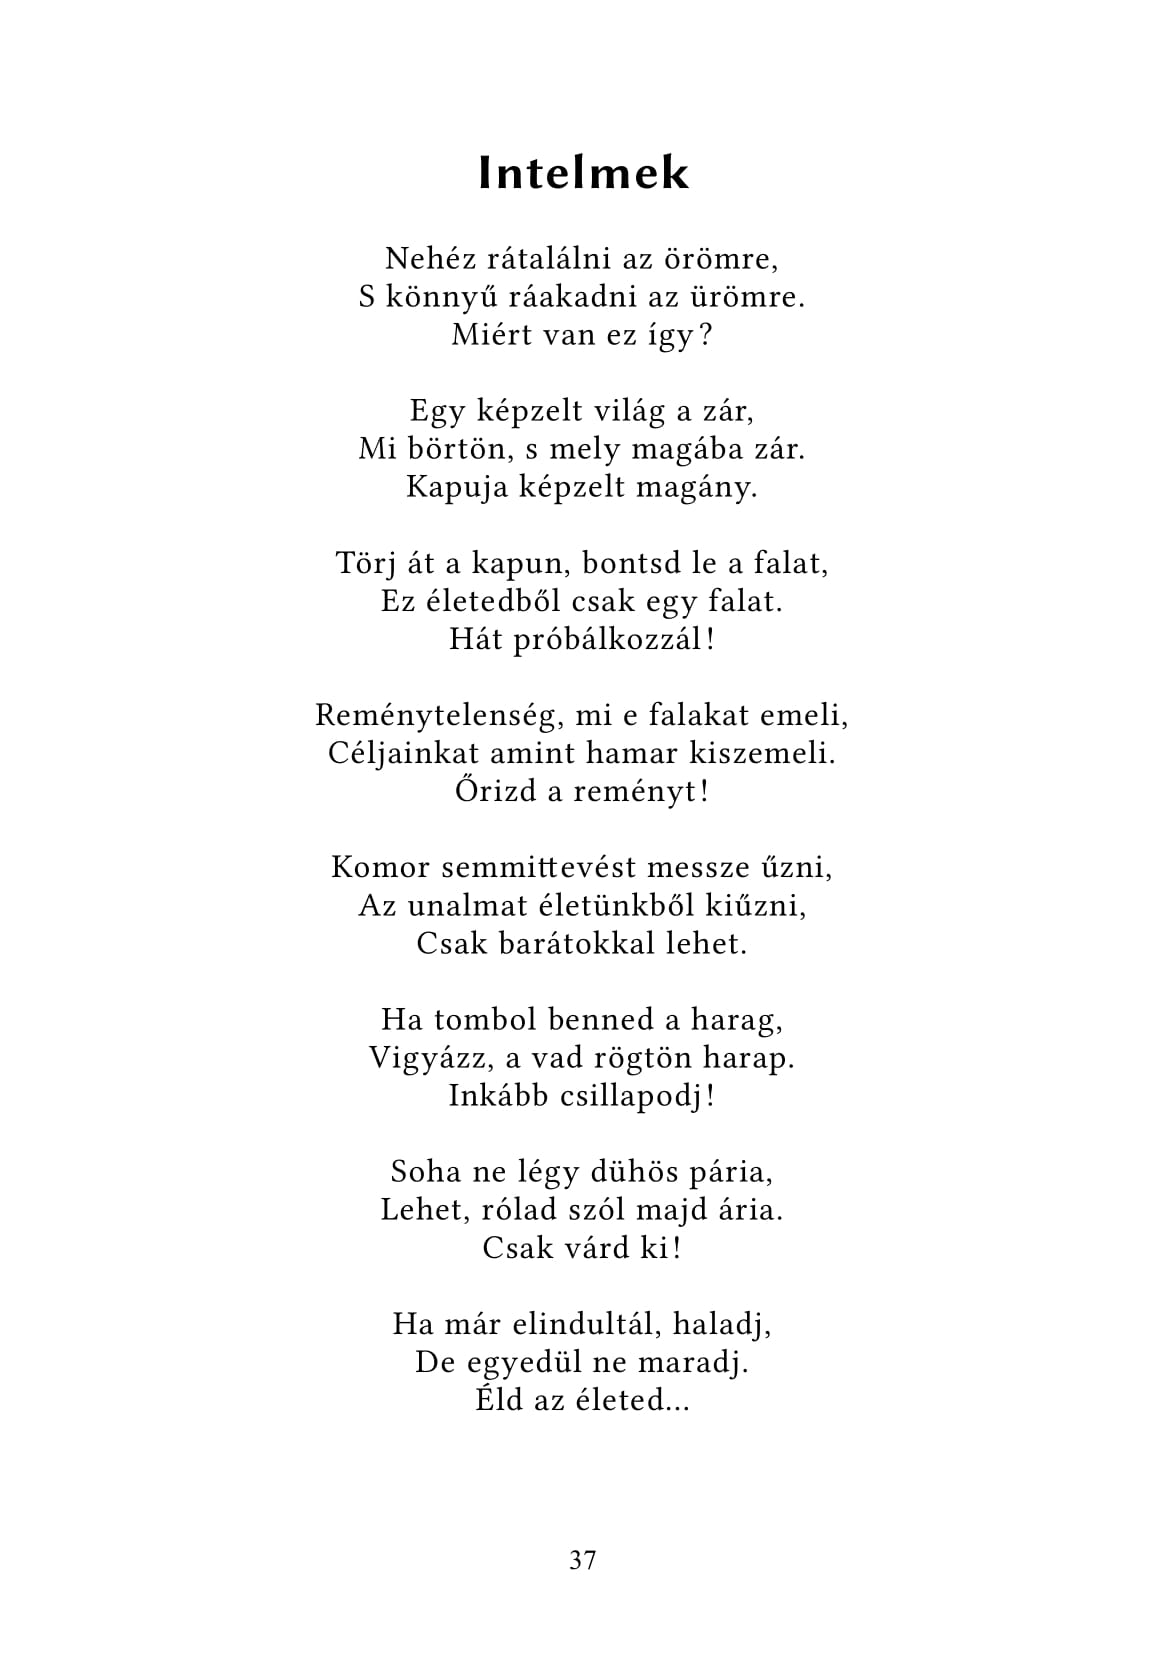 Intelmek
Nehéz rátalálni az örömre,
S könnyű ráakadni az ürömre.
Miért van ez így?
Egy képzelt világ a zár,
Mi börtön, s mely magába zár.
Kapuja képzelt magány.
Törj át a kapun, bontsd le a falat,
Ez életedből csak egy falat.
Hát próbálkozzál!
Reménytelenség, mi e falakat emeli,
Céljainkat amint hamar kiszemeli.
Őrizd a reményt!
Komor semmittevést messze űzni,
Az unalmat életünkből kiűzni,
Csak barátokkal lehet.
Ha tombol benned a harag,
Vigyázz, a vad rögtön harap.
Inkább csillapodj!
Soha ne légy dühös pária,
Lehet, rólad szól majd ária.
Csak várd ki!
Ha már elindultál, haladj,
De egyedül ne maradj.
Éld az életed...
37